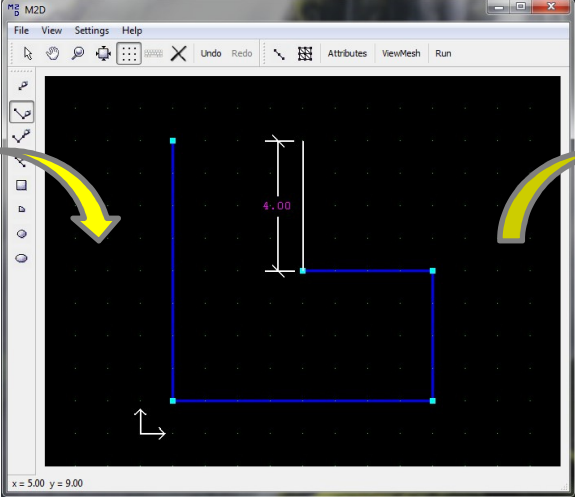 M2D
File View Settings Help
Undo Redo Attributes ViewMesh Run
4.00
x = 5.00 y = 9.00